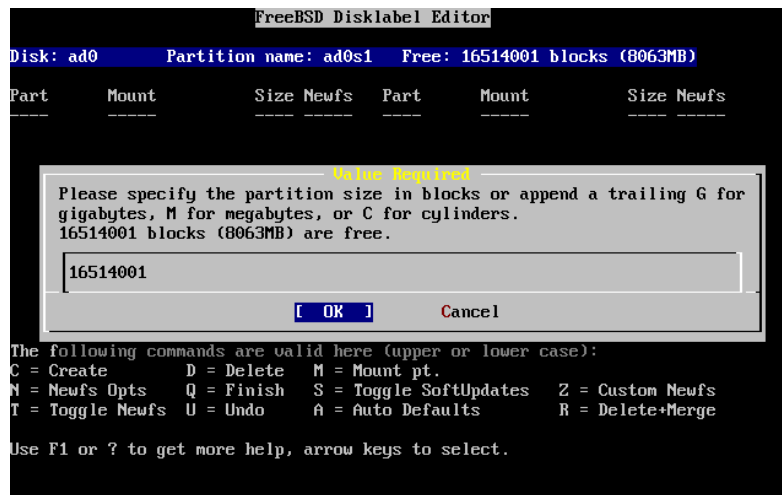 FreeBSD Disklabel Editor
Disk: ad0 Partition name: ad0s1 Free: 16514001 blocks (8063MB)
Part Mount Size Newfs Part Mount Size Newfs
---- ----- ---- ----- ---- ----- ---- -----
Value Required
Please specify the partition size in blocks or append a trailing G for
gigabytes, M for megabytes, or C for cylinders.
16514001 blocks (8063MB) are free.
16514001
[ OK ] Cancel
The following commands are valid here (upper or lower case):
C = Create D = Delete M = Mount pt.
N = Newfs Opts Q = Finish S = Toggle SoftUpdates Z = Custom Newfs
T = Toggle Newfs U = Undo A = Auto Defaults R = Delete+Merge
Use F1 or ? to get more help, arrow keys to select.